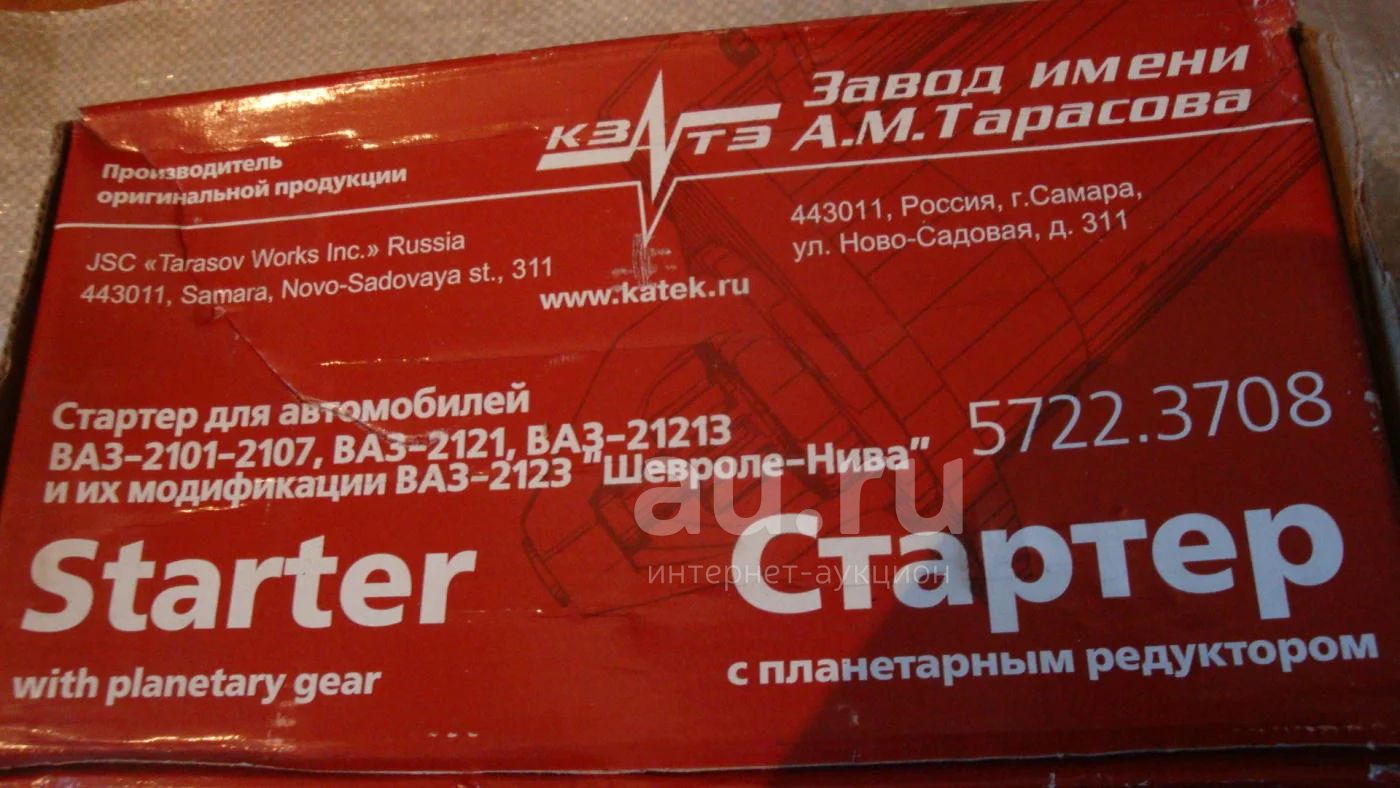 Завод имени
КЗАТЭ А.М.Тарасова
Производитель
оригинальной продукции
443011, Россия, г.Самара,
ул. Ново-Садовая, д. 311
JSC «Tarasov Works Inc.» Russia
443011, Samara, Novo-Sadovaya st., 311
www.katek.ru
Стартер для автомобилей
ВАЗ-2101-2107, ВАЗ-2121, ВАЗ-21213
и их модификации ВАЗ-2123 "Шевроле-Нива"
5722.3708
au.ru
интернет-аукцион
Starter
with planetary gear
Стартер
с планетарным редуктором